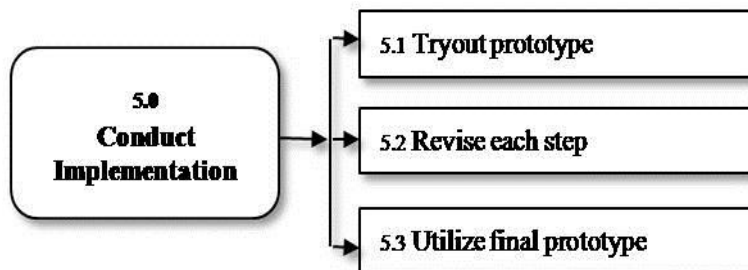 5.0
Conduct
Implementation
5.1 Tryout prototype
5.2 Revise each step
5.3 Utilize final prototype